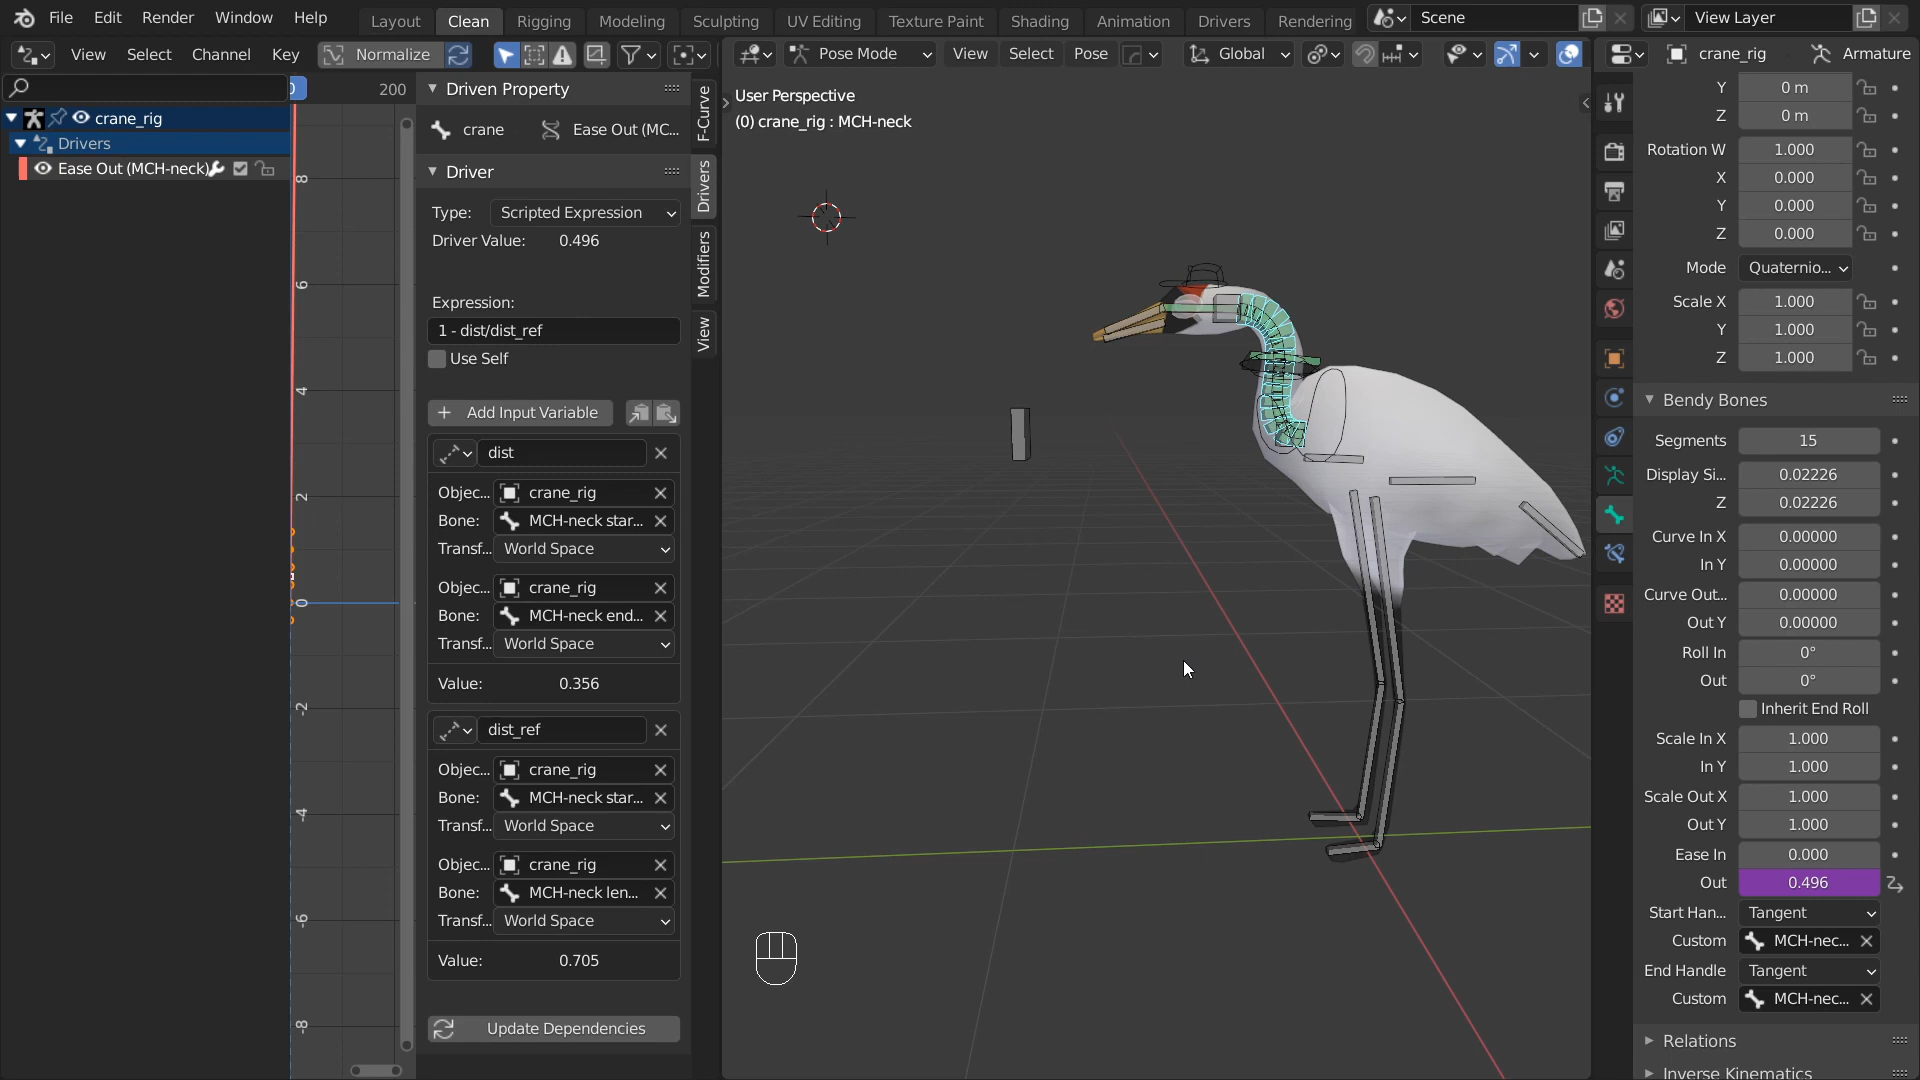 File Edit Render Window Help Layout Clean Rigging Modeling Sculpting UV Editing Texture Paint Shading Animation Drivers Rendering Scene View Layer
View Select Channel Key Normalize Pose Mode View Select Pose Global crane_rig Armature
200
crane_rig
Drivers
Ease Out (MCH-neck)
8
6
4
2
0
-2
-4
-6
-8
Driven Property
crane Ease Out (MC...
Driver
Type: Scripted Expression
Driver Value: 0.496
Expression:
1 - dist/dist_ref
Use Self
Add Input Variable
dist
Objec... crane_rig
Bone: MCH-neck star...
Transf... World Space
Objec... crane_rig
Bone: MCH-neck end...
Transf... World Space
Value: 0.356
dist_ref
Objec... crane_rig
Bone: MCH-neck star...
Transf... World Space
Objec... crane_rig
Bone: MCH-neck len...
Transf... World Space
Value: 0.705
Update Dependencies
F-Curve
Drivers
Modifiers
View
User Perspective
(0) crane_rig : MCH-neck
Y 0 m
Z 0 m
Rotation W 1.000
X 0.000
Y 0.000
Z 0.000
Mode Quaternio...
Scale X 1.000
Y 1.000
Z 1.000
Bendy Bones
Segments 15
Display Si... 0.02226
Z 0.02226
Curve In X 0.00000
In Y 0.00000
Curve Out... 0.00000
Out Y 0.00000
Roll In 0°
Out 0°
Inherit End Roll
Scale In X 1.000
In Y 1.000
Scale Out X 1.000
Out Y 1.000
Ease In 0.000
Out 0.496
Start Han... Tangent
Custom MCH-nec...
End Handle Tangent
Custom MCH-nec...
Relations
Inverse Kinematics